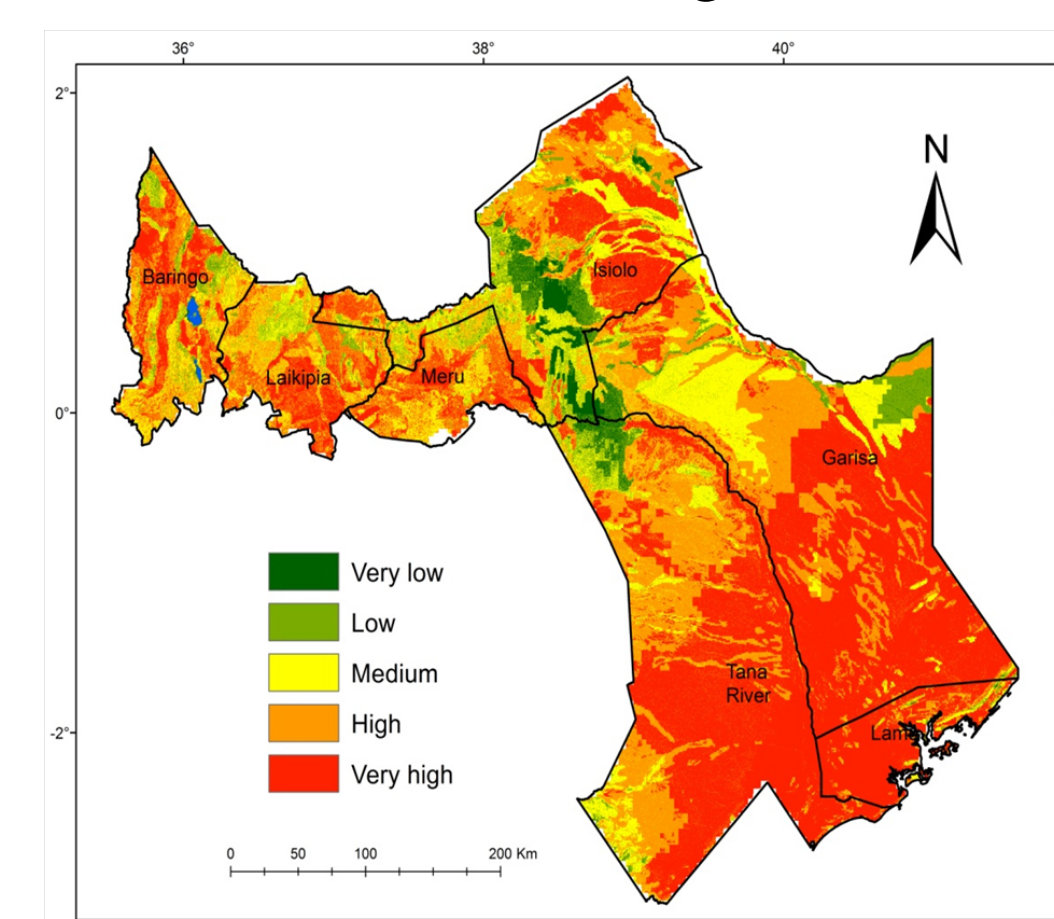 36°
38°
40°
2°
N
Isiolo
Baringo
Laikipia
Meru
0°
Garisa
Very low
Low
Medium
High
Very high
Tana
River
-2°
0
50
100
200 Km